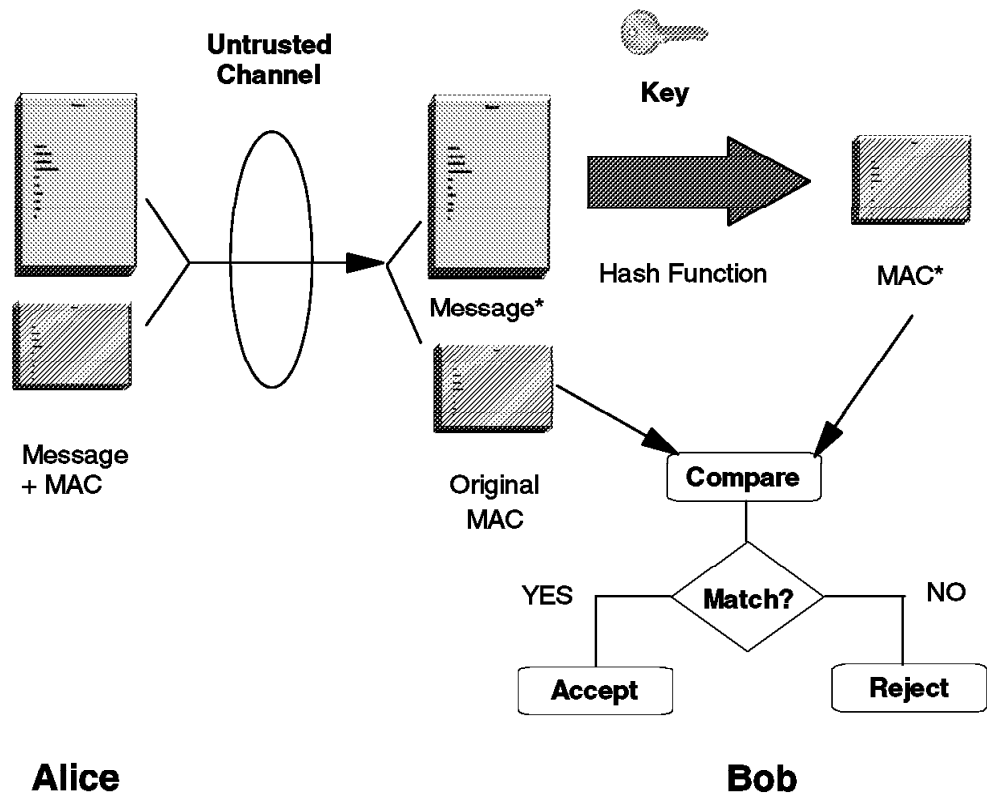 Untrusted
Channel
Key
Hash Function
MAC*
Message*
Message
+ MAC
Original
MAC
Compare
YES
Match?
NO
Accept
Reject
Alice
Bob